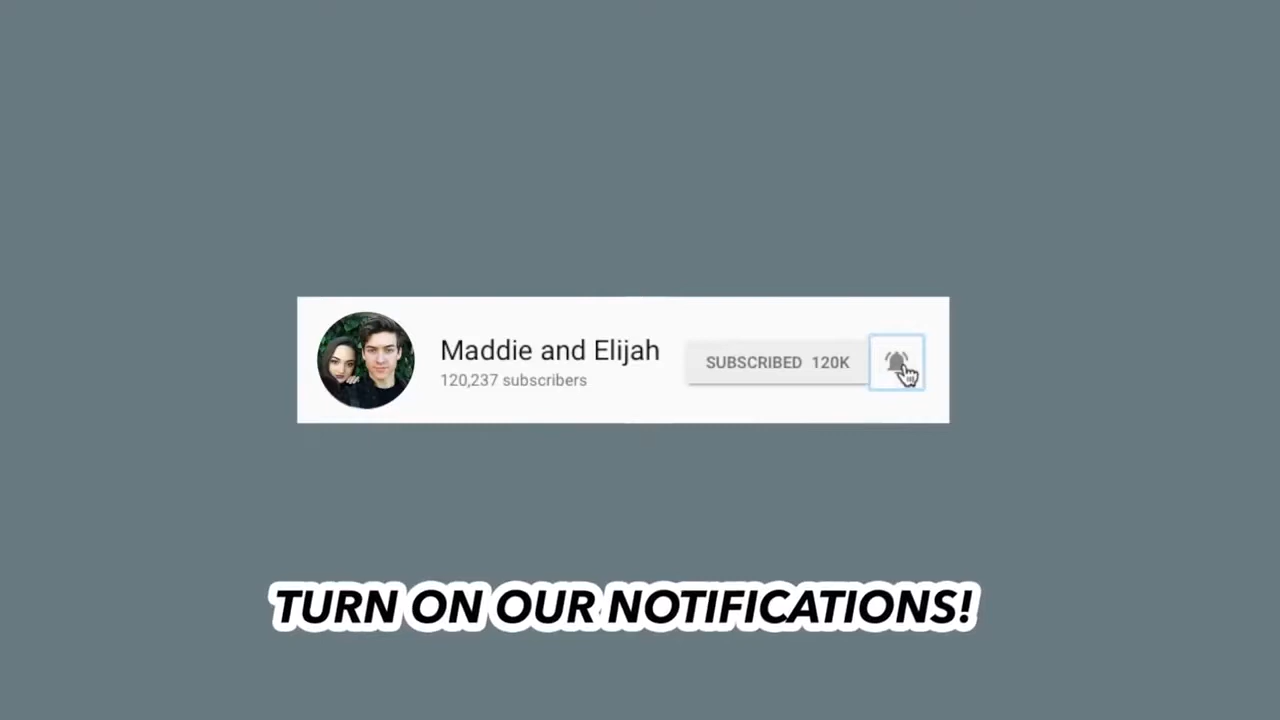 Maddie and Elijah
120,237 subscribers
SUBSCRIBED 120K
TURN ON OUR NOTIFICATIONS!